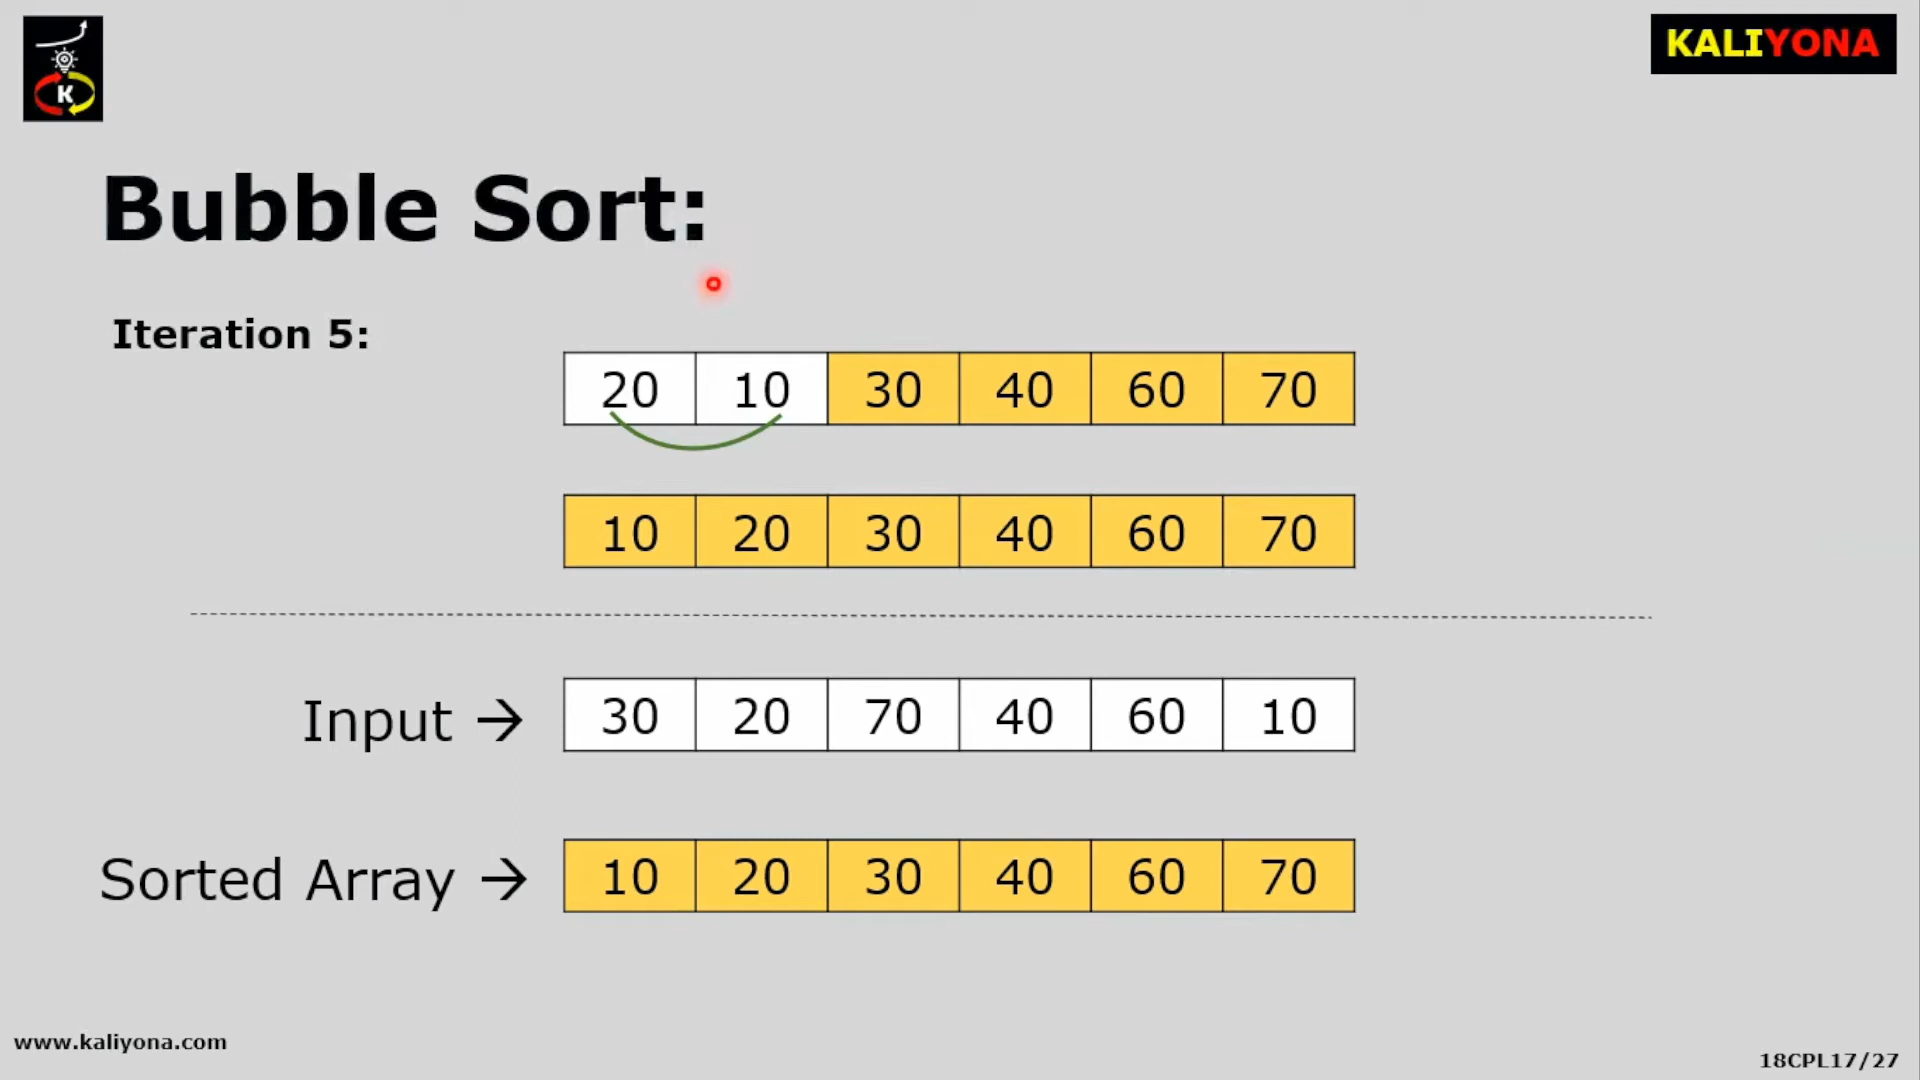 K
KALIYONA
Bubble Sort:
Iteration 5:
20 10 30 40 60 70
10 20 30 40 60 70
Input → 30 20 70 40 60 10
Sorted Array → 10 20 30 40 60 70
www.kaliyona.com
18CPL17/27